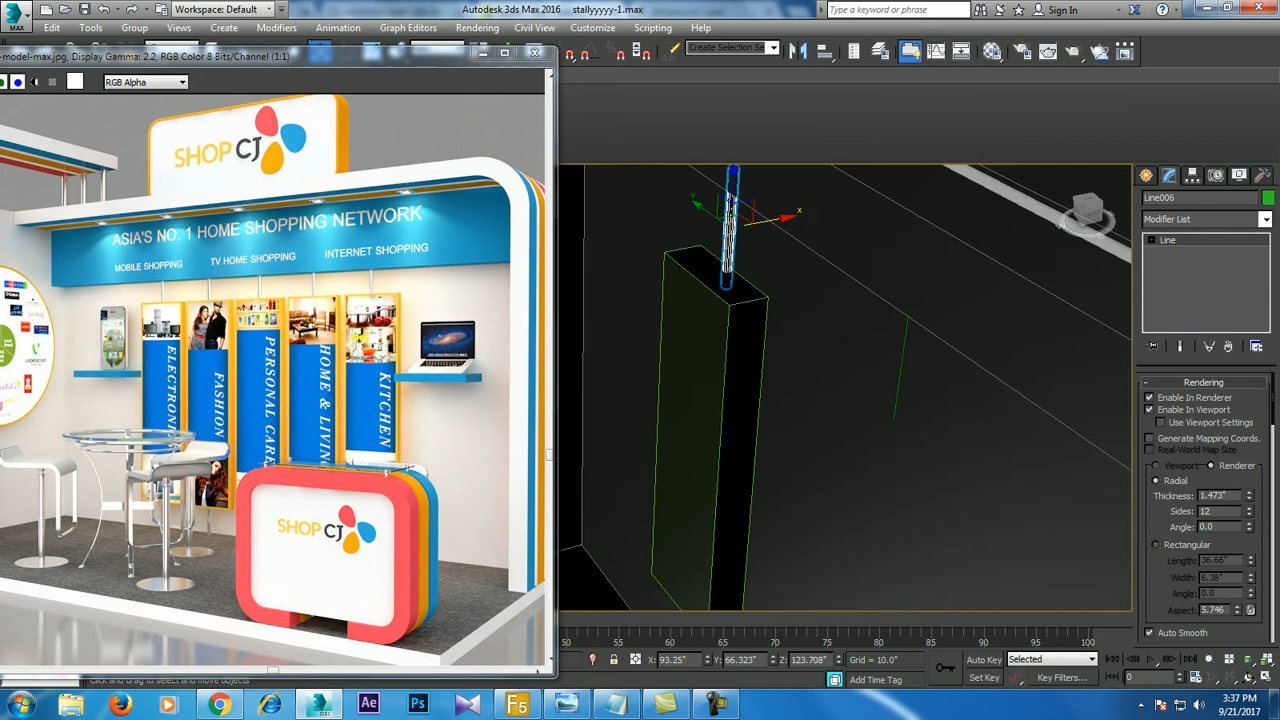 MAX
Workspace: Default
Autodesk 3ds Max 2016 stallyyyyy-1.max
Type a keyword or phrase
Sign In
Edit Tools Group Views Create Modifiers Animation Graph Editors Rendering Civil View Customize Scripting Help
-model-max.jpg, Display Gamma: 2.2, RGB Color 8 Bits/Channel (1:1)
Create Selection Se
RGB Alpha
SHOP CJ
ASIA'S NO. 1 HOME SHOPPING NETWORK
MOBILE SHOPPING TV HOME SHOPPING INTERNET SHOPPING
ELECTRONI
FASHION
PERSONAL CARE
HOME & LIVING
KITCHEN
SHOP CJ
y
x
Line006
Modifier List
Line
Rendering
Enable In Renderer
Enable In Viewport
Use Viewport Settings
Generate Mapping Coords.
Real-World Map Size
Viewport Renderer
Radial
Thickness: 1.473"
Sides: 12
Angle: 0.0
Rectangular
Length: 36.66"
Width: 6.38"
Angle: 0.0
Aspect: 5.746
Auto Smooth
50 55 60 65 70 75 80 85 90 95 100
X: 93.25" Y: 66.323" Z: 123.708" Grid = 10.0"
Auto Key Selected
Click and drag to select and move objects
Add Time Tag
Set Key Key Filters... 0
Ae Ps F5
3:37 PM
9/21/2017